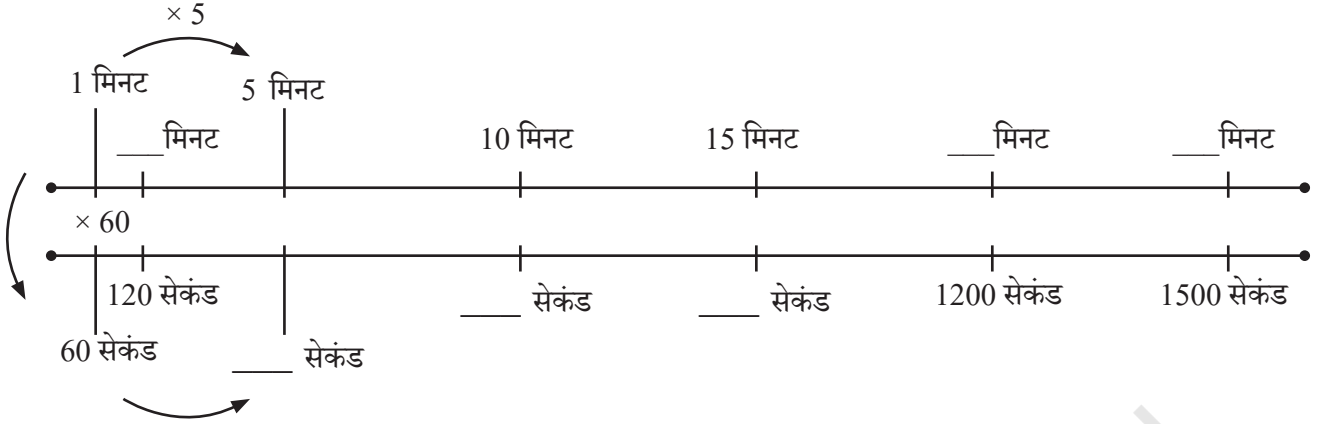 × 5
1 मिनट 5 मिनट
___मिनट 10 मिनट 15 मिनट ___मिनट ___मिनट
× 60
120 सेकंड ____ सेकंड ____ सेकंड 1200 सेकंड 1500 सेकंड
60 सेकंड ____ सेकंड